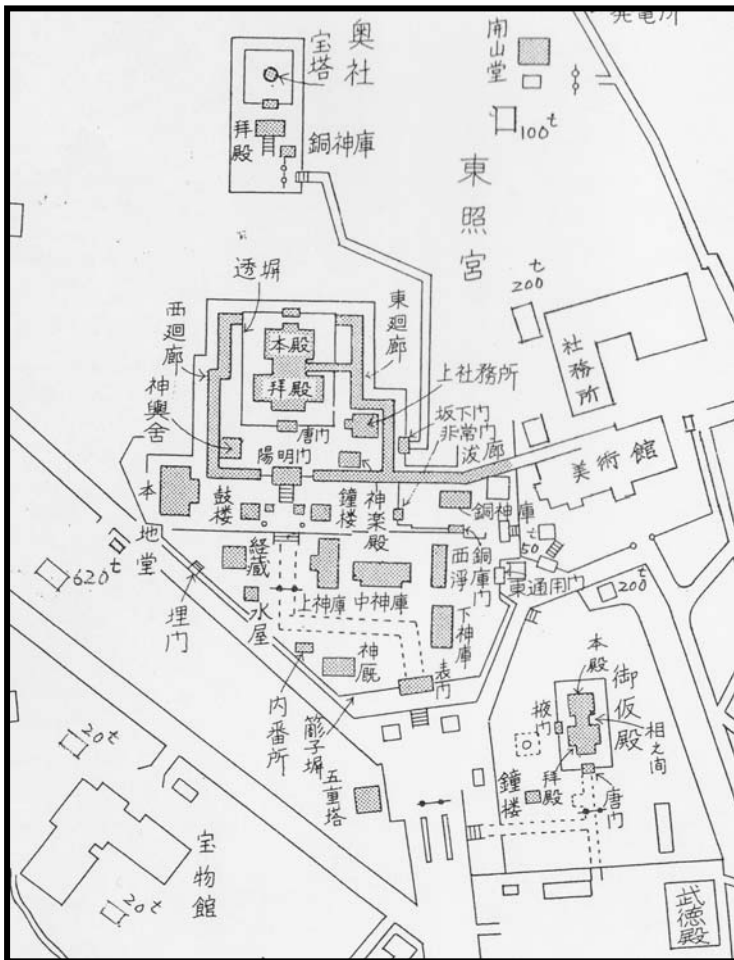 発電所
奥社
宝塔
拝殿
銅神庫
開山堂
100t
東照宮
200t
社務所
透塀
西廻廊
東廻廊
本殿
拝殿
上社務所
神輿舎
唐門
陽明門
坂下門
非常門
渡廊
美術館
本地堂
鼓楼
鐘楼
神楽殿
銅神庫
50t
経蔵
上神庫
中神庫
西浄
銅庫門
東通用門
200t
620t
埋門
水屋
下神庫
神厩
表門
内番所
簓子塀
五重塔
本殿
御仮殿
掖門
相之間
拝殿
鐘楼
唐門
20t
宝物館
20t
武徳殿